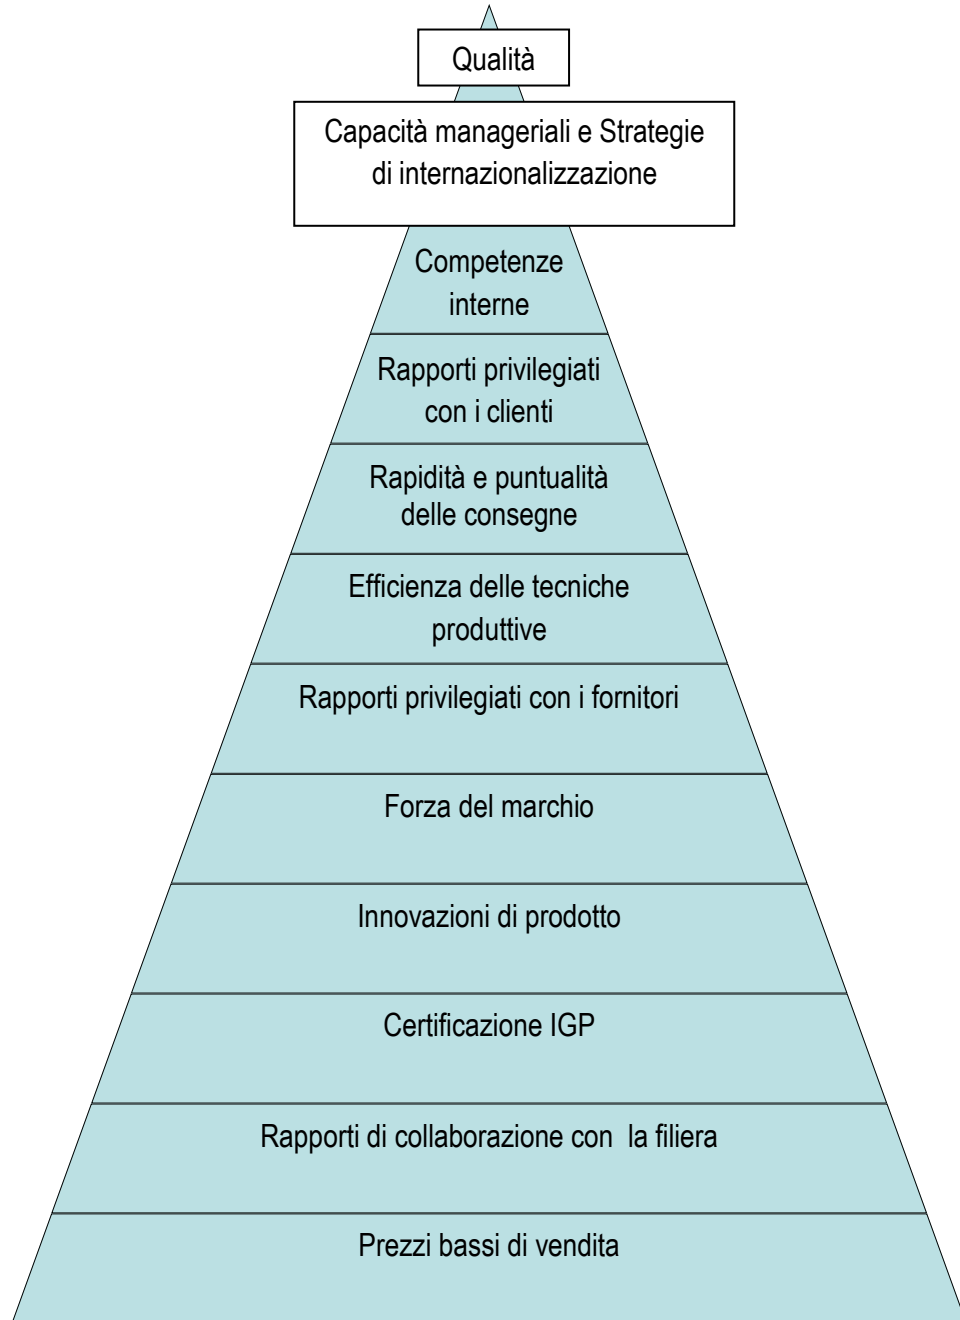 Qualità
Capacità manageriali e Strategie
di internazionalizzazione
Competenze
interne
Rapporti privilegiati
con i clienti
Rapidità e puntualità
delle consegne
Efficienza delle tecniche
produttive
Rapporti privilegiati con i fornitori
Forza del marchio
Innovazioni di prodotto
Certificazione IGP
Rapporti di collaborazione con  la filiera
Prezzi bassi di vendita